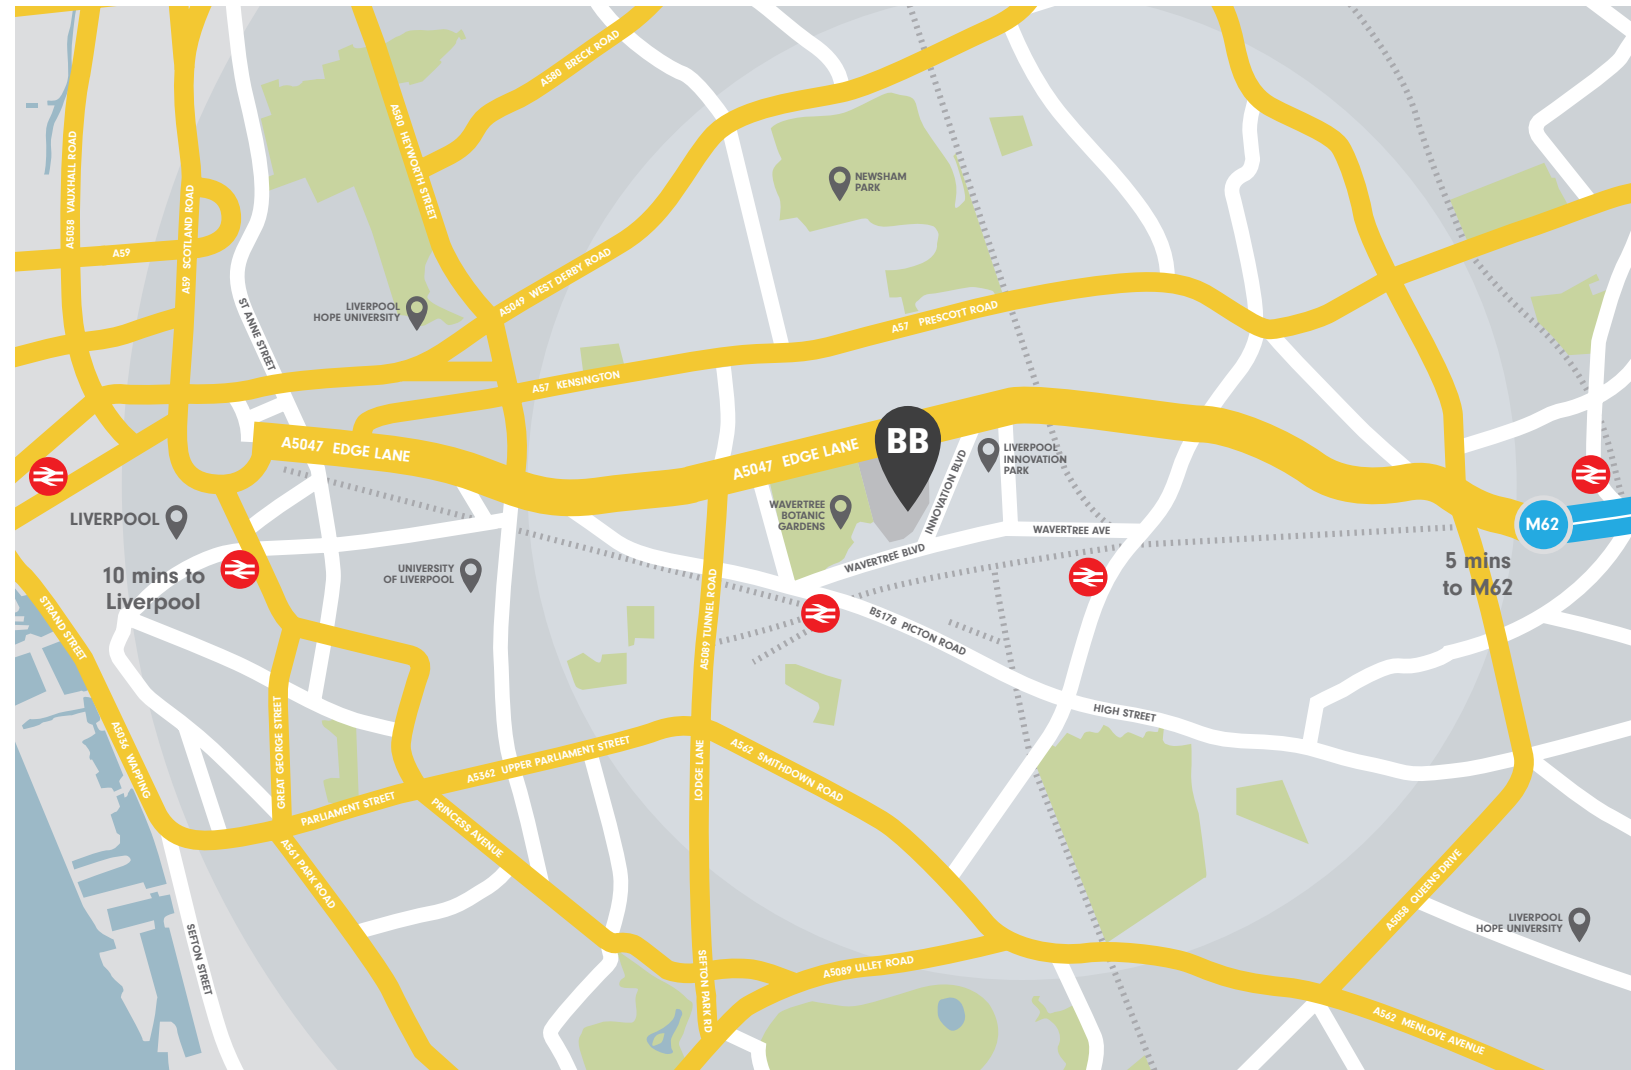 A580 BRECK ROAD
A580 HEYWORTH STREET
A5038 VAUXHALL ROAD
A59 SCOTLAND ROAD
A59
NEWSHAM
PARK
A5049 WEST DERBY ROAD
LIVERPOOL
HOPE UNIVERSITY
ST ANNE STREET
A57 PRESCOTT ROAD
A57 KENSINGTON
A5047 EDGE LANE
A5047 EDGE LANE
BB
LIVERPOOL
INNOVATION
PARK
INNOVATION BLVD
WAVERTREE
BOTANIC
GARDENS
WAVERTREE AVE
WAVERTREE BLVD
M62
5 mins
to M62
LIVERPOOL
10 mins to
Liverpool
UNIVERSITY
OF LIVERPOOL
STRAND STREET
A5089 TUNNEL ROAD
B5178 PICTON ROAD
HIGH STREET
A5036 WAPPING
GREAT GEORGE STREET
A5362 UPPER PARLIAMENT STREET
PARLIAMENT STREET
LODGE LANE
A562 SMITHDOWN ROAD
PRINCESS AVENUE
A561 PARK ROAD
A5058 QUEENS DRIVE
LIVERPOOL
HOPE UNIVERSITY
SEFTON STREET
SEFTON PARK RD
A5089 ULLET ROAD
A562 MENLOVE AVENUE